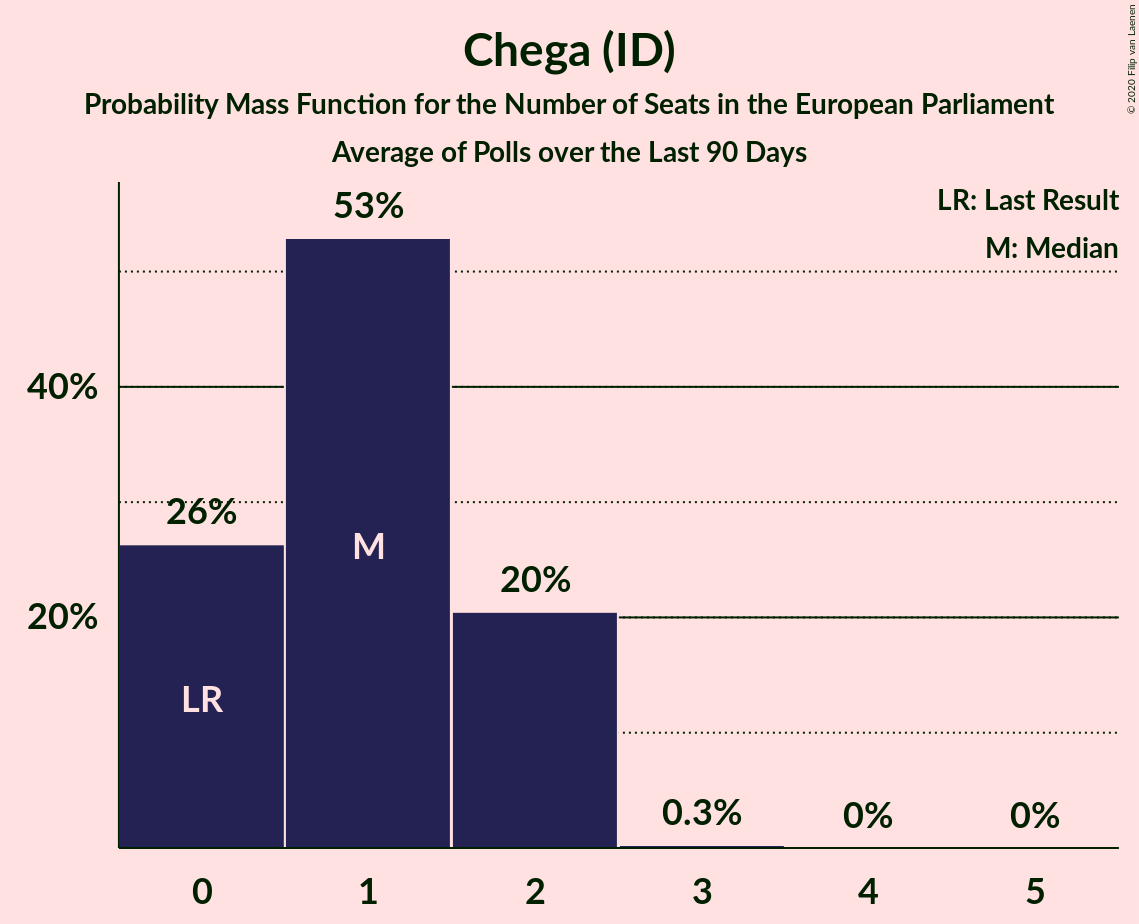 Chega (ID)
Probability Mass Function for the Number of Seats in the European Parliament
Average of Polls over the Last 90 Days
© 2020 Filip van Laenen
LR: Last Result
M: Median
53%
40%
26%
M
20%
20%
LR
0.3%
0%
0%
0 1 2 3 4 5